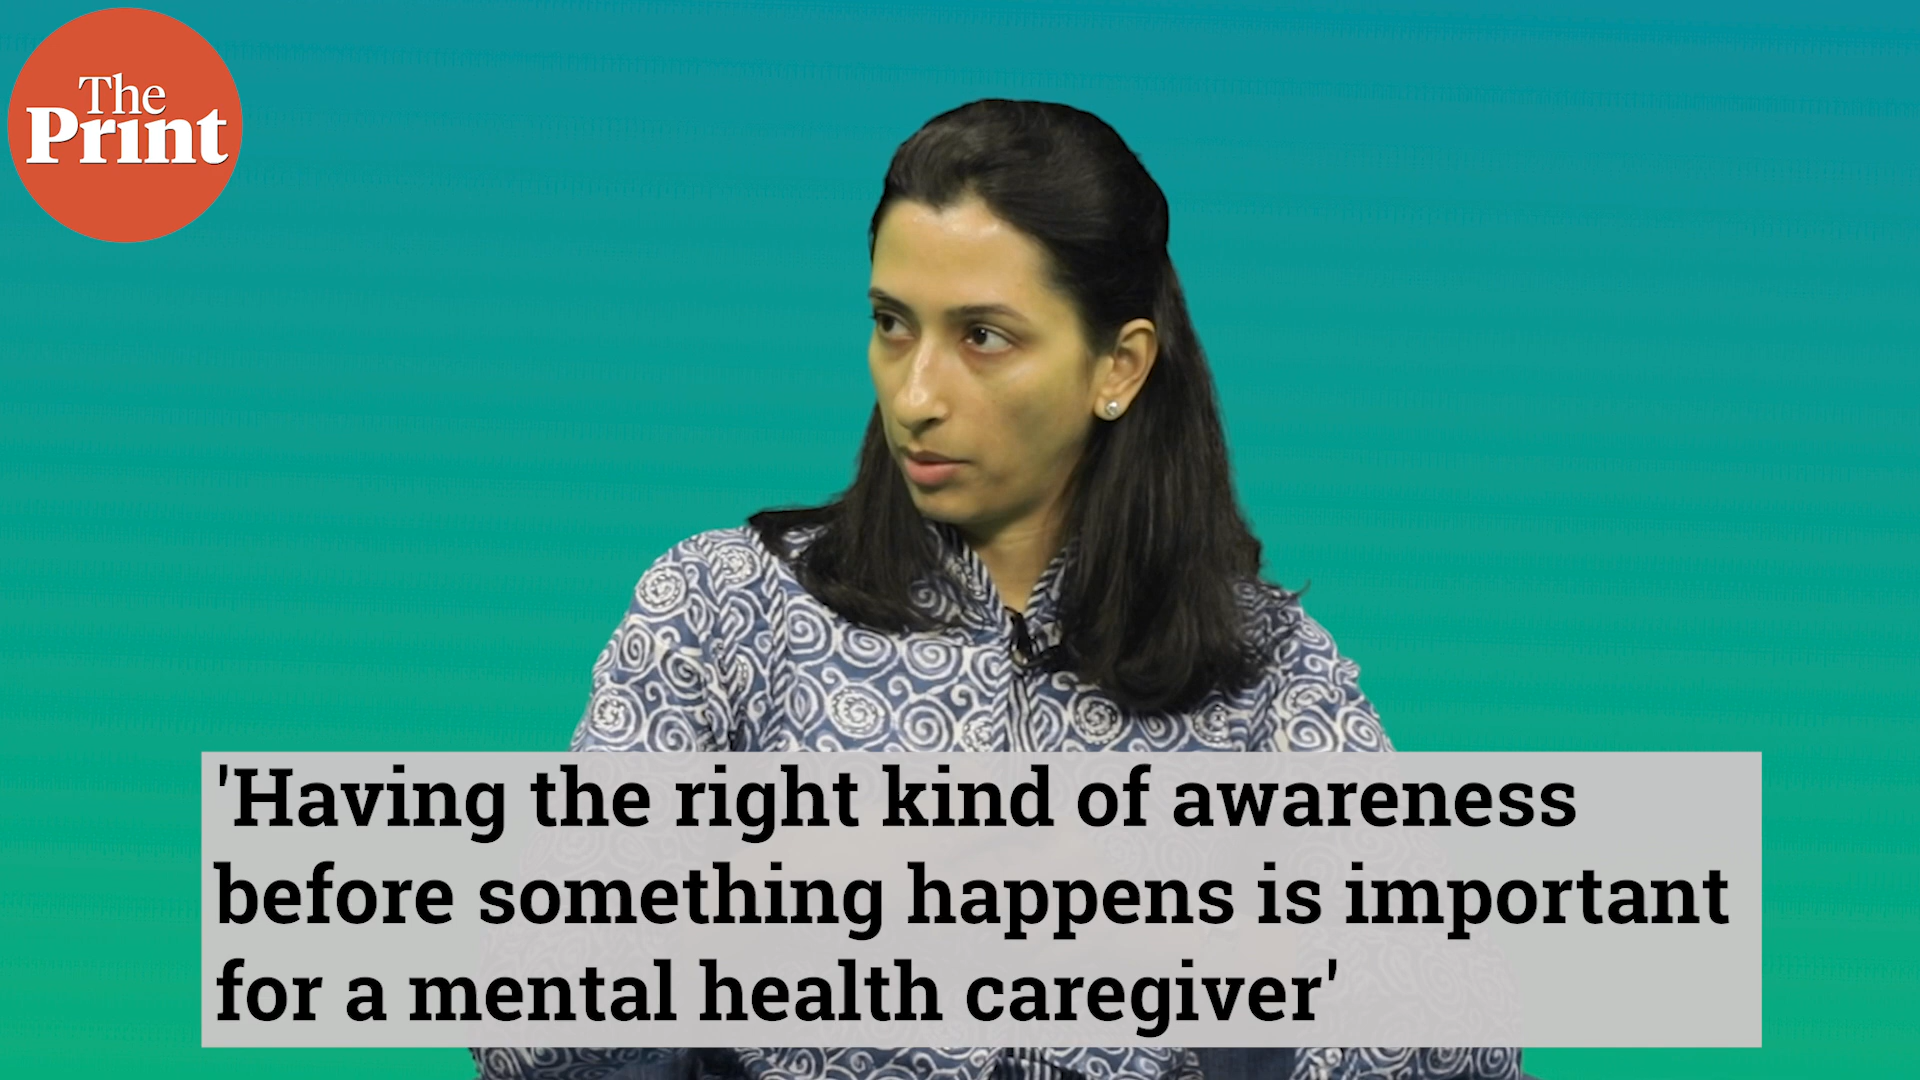 The
Print
'Having the right kind of awareness
before something happens is important
for a mental health caregiver'